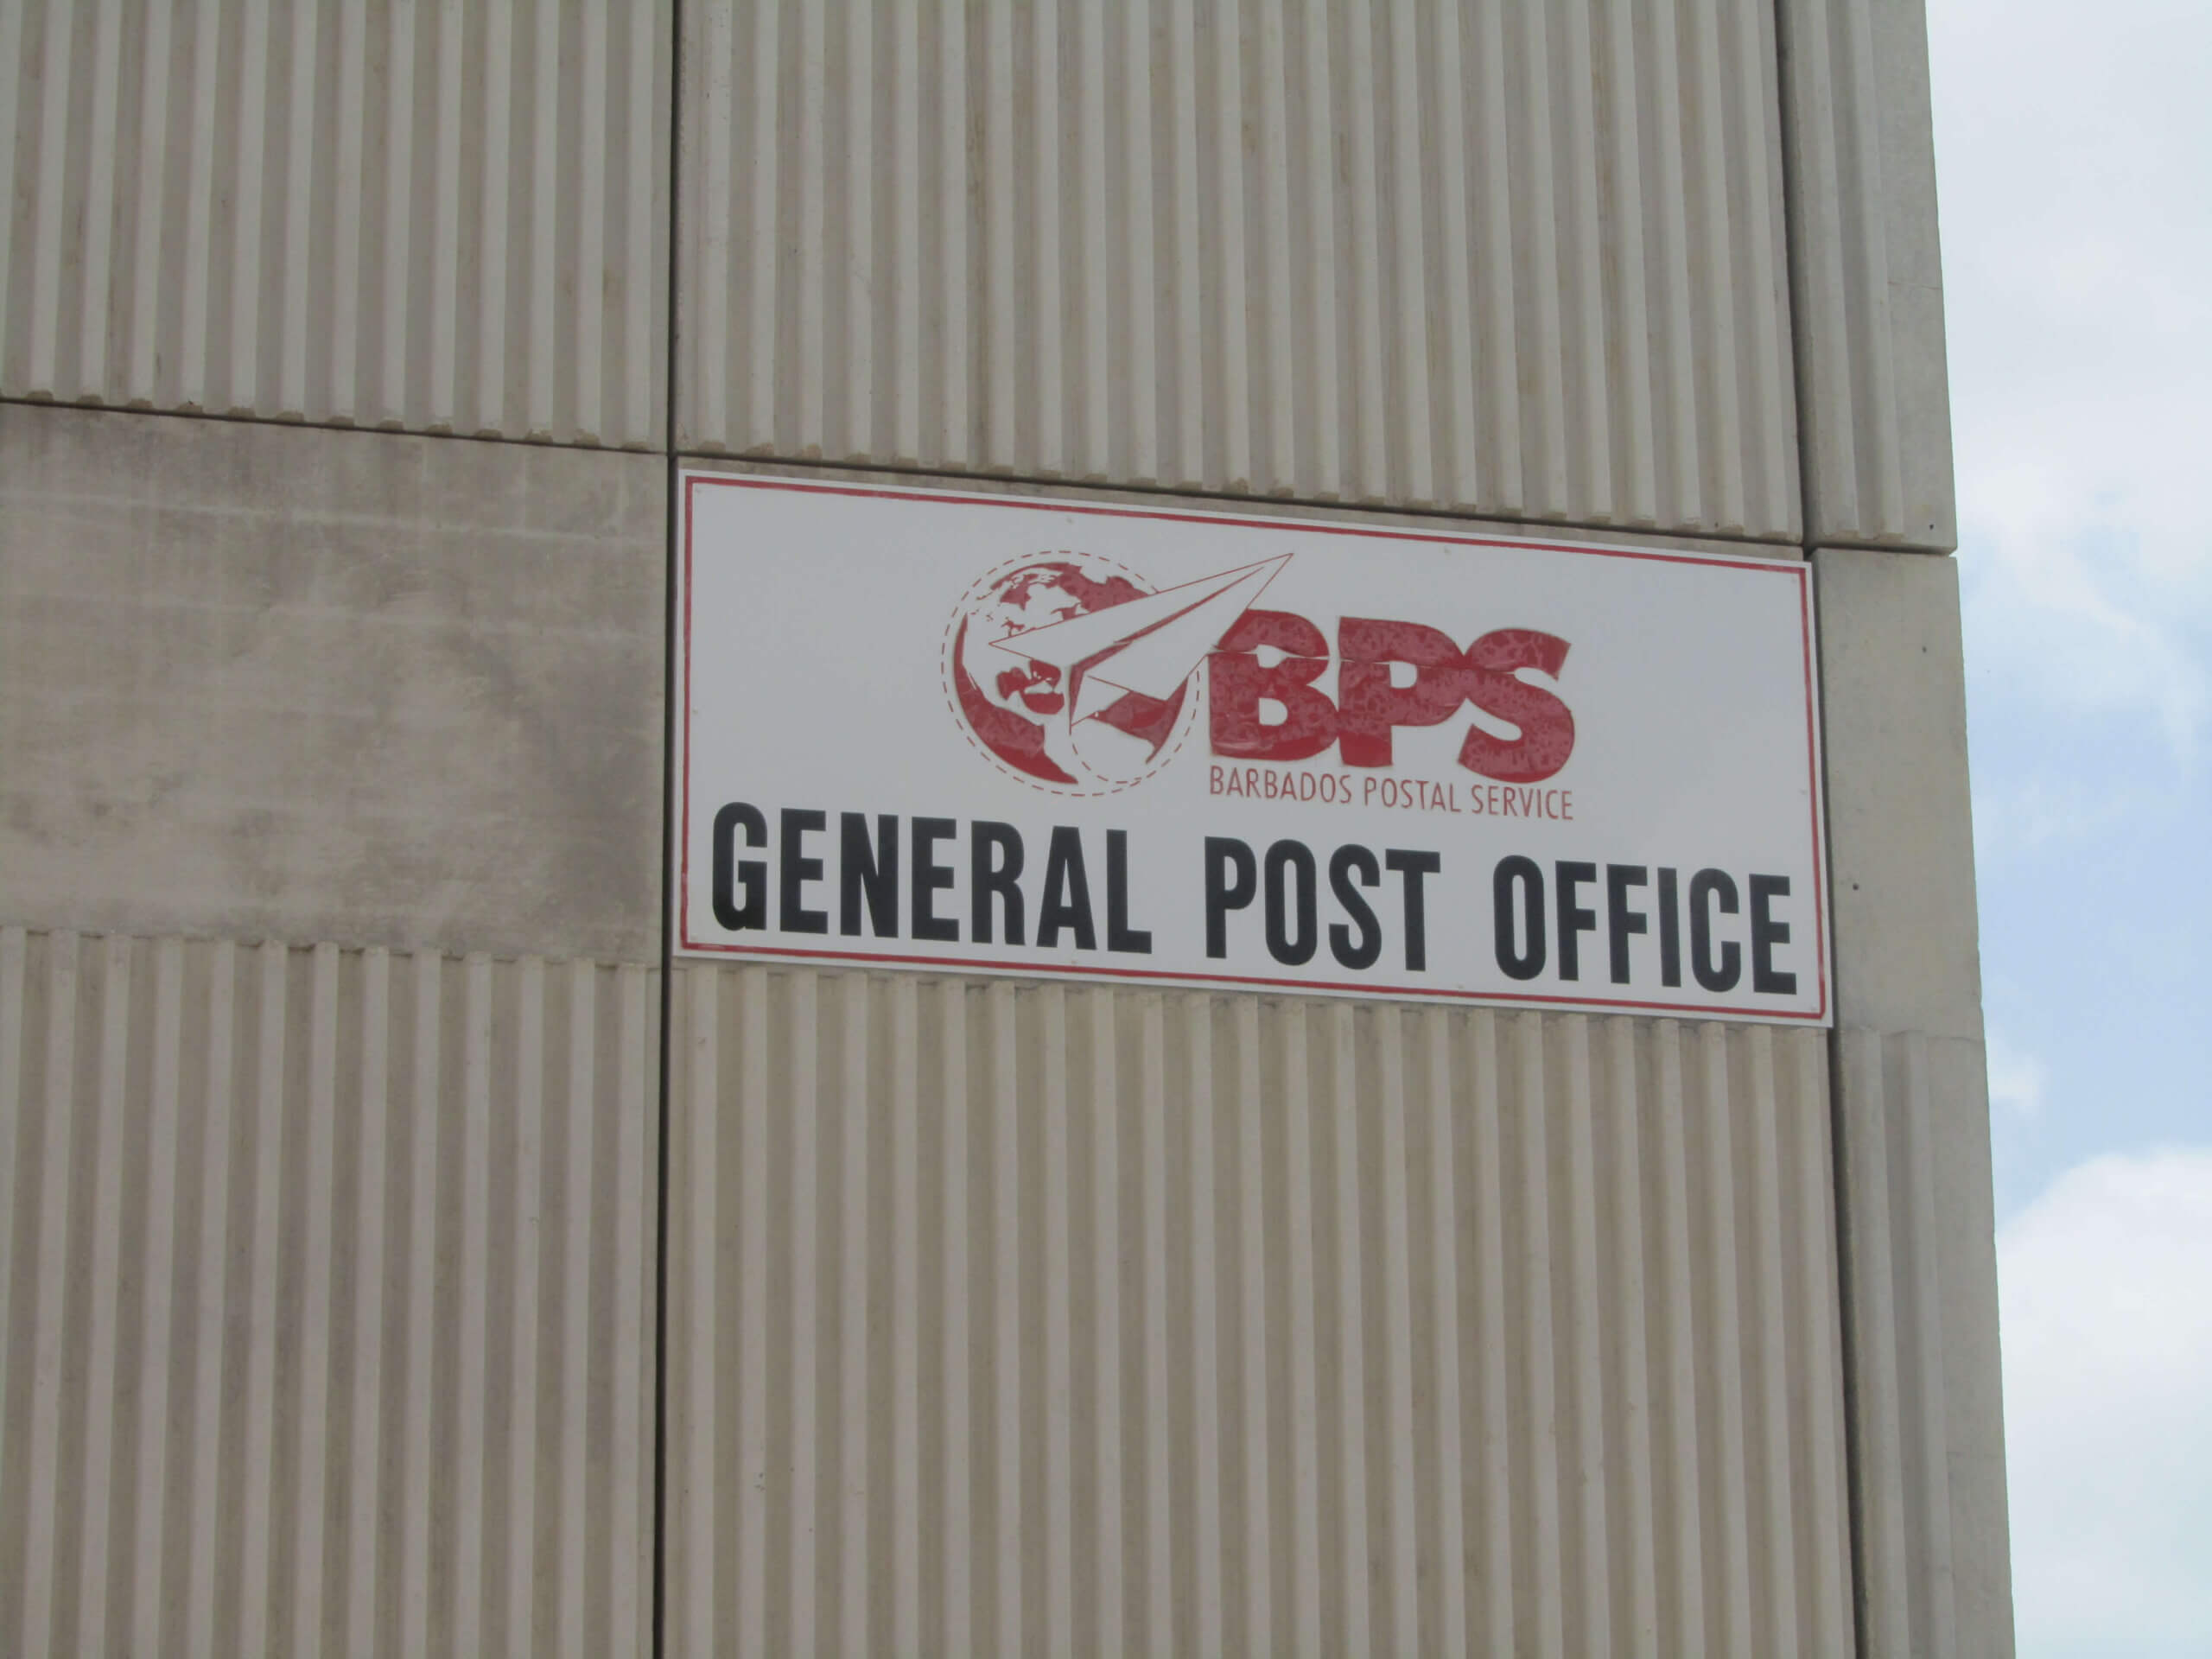 BPS
BARBADOS POSTAL SERVICE
GENERAL POST OFFICE